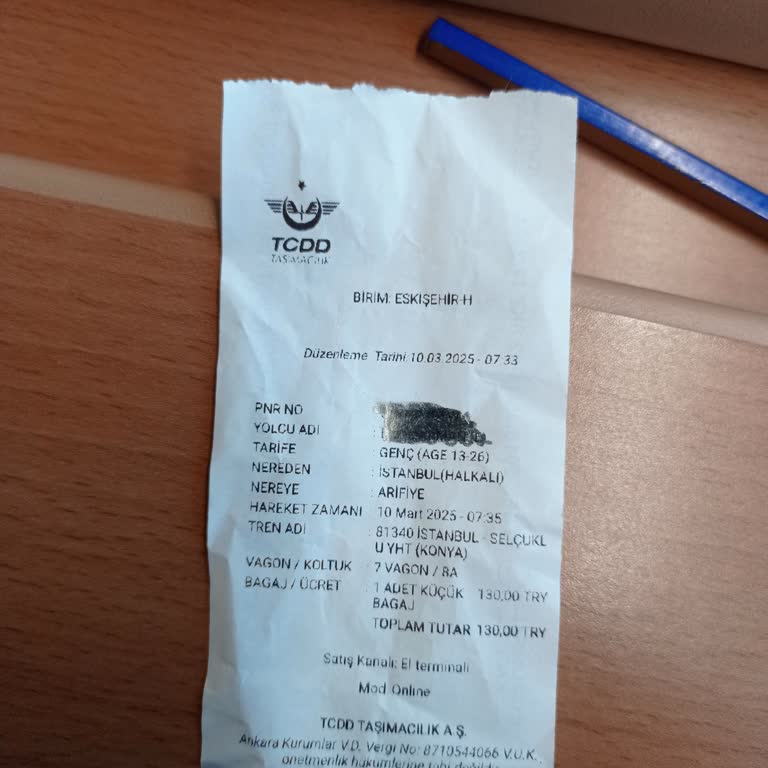 TCDD
TAŞIMACILIK
BİRİM: ESKİŞEHİR-H
Düzenleme Tarihi: 10.03.2025 - 07:33
PNR NO :
YOLCU ADI :
TARİFE GENÇ (AGE 13-26)
NEREDEN : İSTANBUL(HALKALI)
NEREYE : ARİFİYE
HAREKET ZAMANI 10 Mart 2025 - 07:35
TREN ADI : 81340 İSTANBUL - SELÇUKL
U YHT (KONYA)
VAGON / KOLTUK : 7 VAGON / 8A
BAGAJ / ÜCRET : 1 ADET KÜÇÜK 130,00 TRY
BAGAJ
TOPLAM TUTAR 130,00 TRY
Satış Kanalı: El terminali
Mod: Online
TCDD TAŞIMACILIK A.Ş.
Ankara Kurumlar V.D. Vergi No: 8710544066 V.U.K.